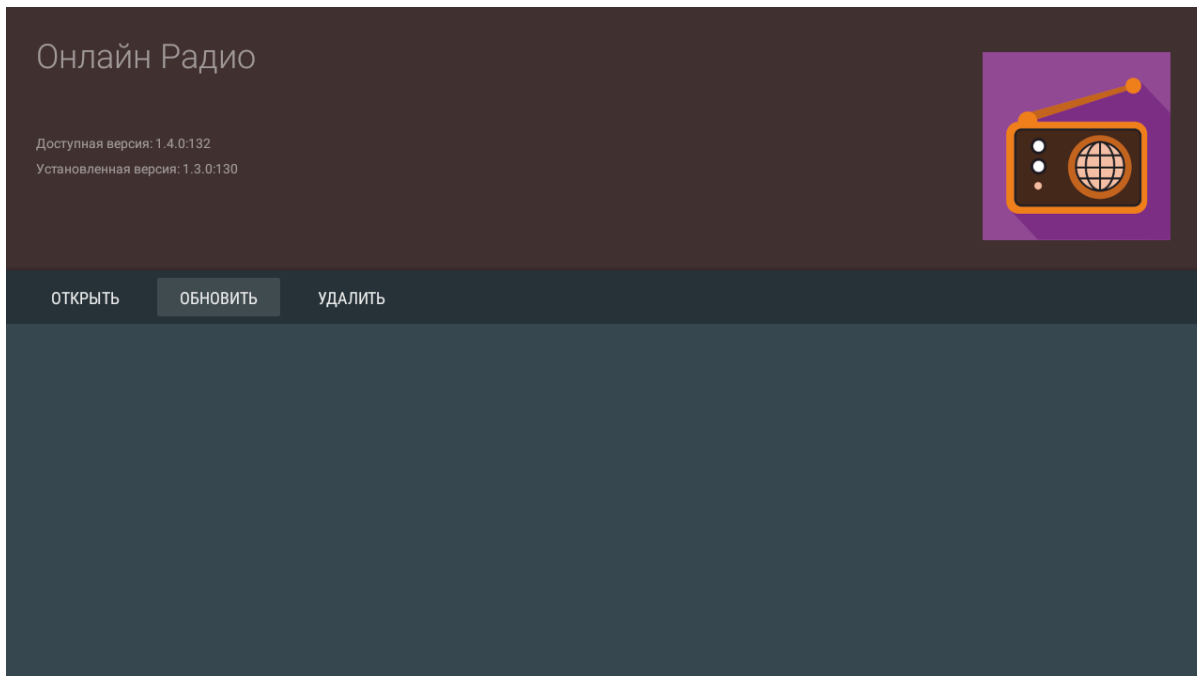 Онлайн Радио
Доступная версия: 1.4.0:132
Установленная версия: 1.3.0:130
ОТКРЫТЬ ОБНОВИТЬ УДАЛИТЬ